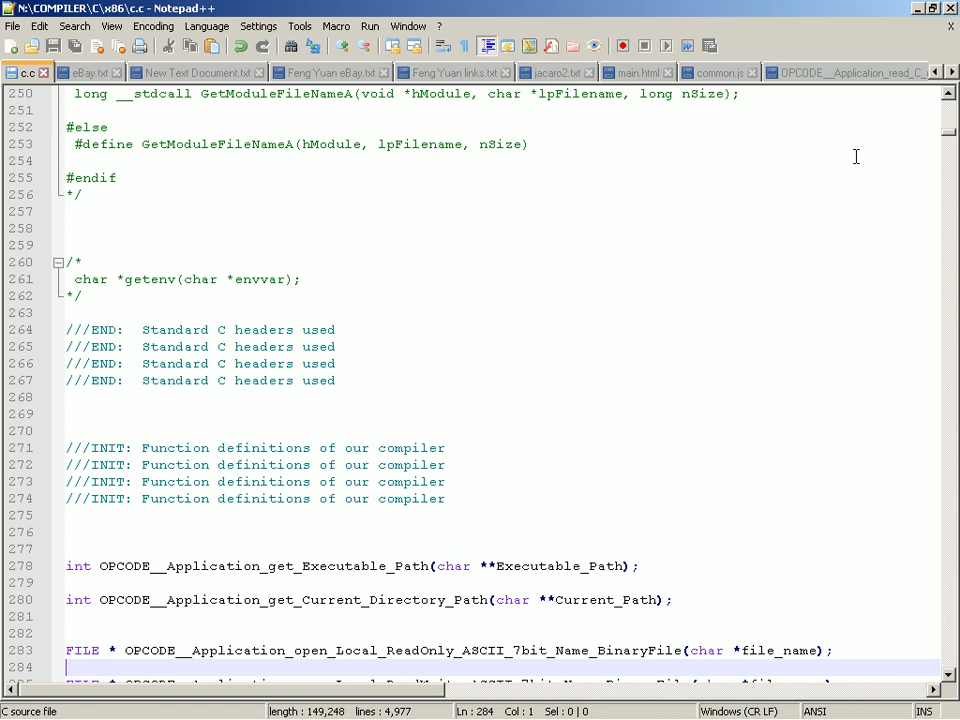 N:\COMPILER\C\x86\c.c - Notepad++
File Edit Search View Encoding Language Settings Tools Macro Run Window ? X
c.c eBay.txt New Text Document.txt Feng Yuan eBay.txt Feng Yuan links.txt jacaro2.txt main.html common.js OPCODE__Application_read_C_
250 long __stdcall GetModuleFileNameA(void *hModule, char *lpFilename, long nSize);
251
252 #else
253 #define GetModuleFileNameA(hModule, lpFilename, nSize)
254
255 #endif
256 */
257
258
259
260 /*
261 char *getenv(char *envvar);
262 */
263
264 ///END: Standard C headers used
265 ///END: Standard C headers used
266 ///END: Standard C headers used
267 ///END: Standard C headers used
268
269
270
271 ///INIT: Function definitions of our compiler
272 ///INIT: Function definitions of our compiler
273 ///INIT: Function definitions of our compiler
274 ///INIT: Function definitions of our compiler
275
276
277
278 int OPCODE__Application_get_Executable_Path(char **Executable_Path);
279
280 int OPCODE__Application_get_Current_Directory_Path(char **Current_Path);
281
282
283 FILE * OPCODE__Application_open_Local_ReadOnly_ASCII_7bit_Name_BinaryFile(char *file_name);
284
C source file length : 149,248 lines : 4,977 Ln : 284 Col : 1 Sel : 0 | 0 Windows (CR LF) ANSI INS